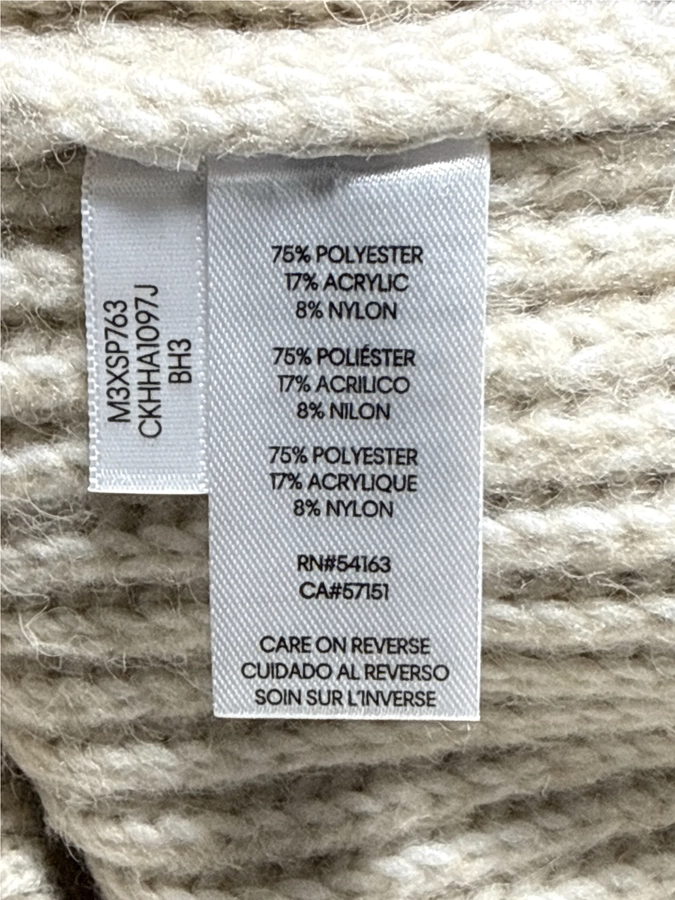 M3XSP763
CKHHA1097J
BH3
75% POLYESTER
17% ACRYLIC
8% NYLON
75% POLIÉSTER
17% ACRILICO
8% NILON
75% POLYESTER
17% ACRYLIQUE
8% NYLON
RN#54163
CA#57151
CARE ON REVERSE
CUIDADO AL REVERSO
SOIN SUR L'INVERSE